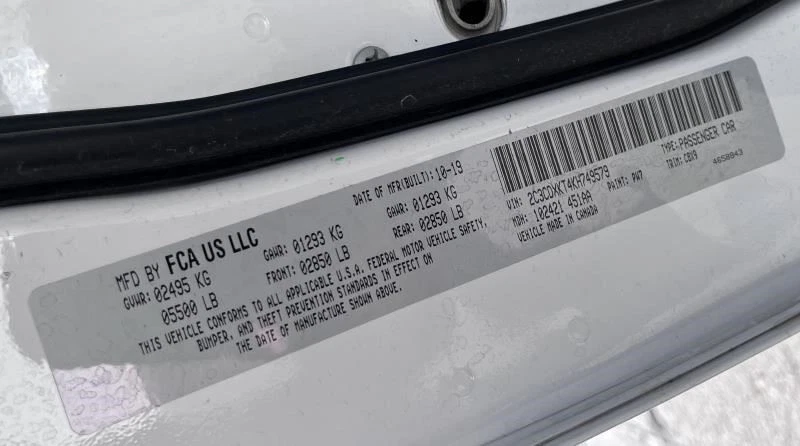 MFD BY FCA US LLC
DATE OF MFR(BUILT): 10-19
GVWR: 02495 KG
GAWR: 01293 KG
GAWR: 01293 KG
05500 LB
FRONT: 02850 LB
REAR: 02850 LB
THIS VEHICLE CONFORMS TO ALL APPLICABLE U.S.A. FEDERAL MOTOR VEHICLE SAFETY,
BUMPER, AND THEFT PREVENTION STANDARDS IN EFFECT ON
THE DATE OF MANUFACTURE SHOWN ABOVE.
VIN: 2C3CDXKT4KH749579
TYPE: PASSENGER CAR
MDH: 102421 451AA
PAINT: PW7
TRIM: CBX9
VEHICLE MADE IN CANADA
4658843